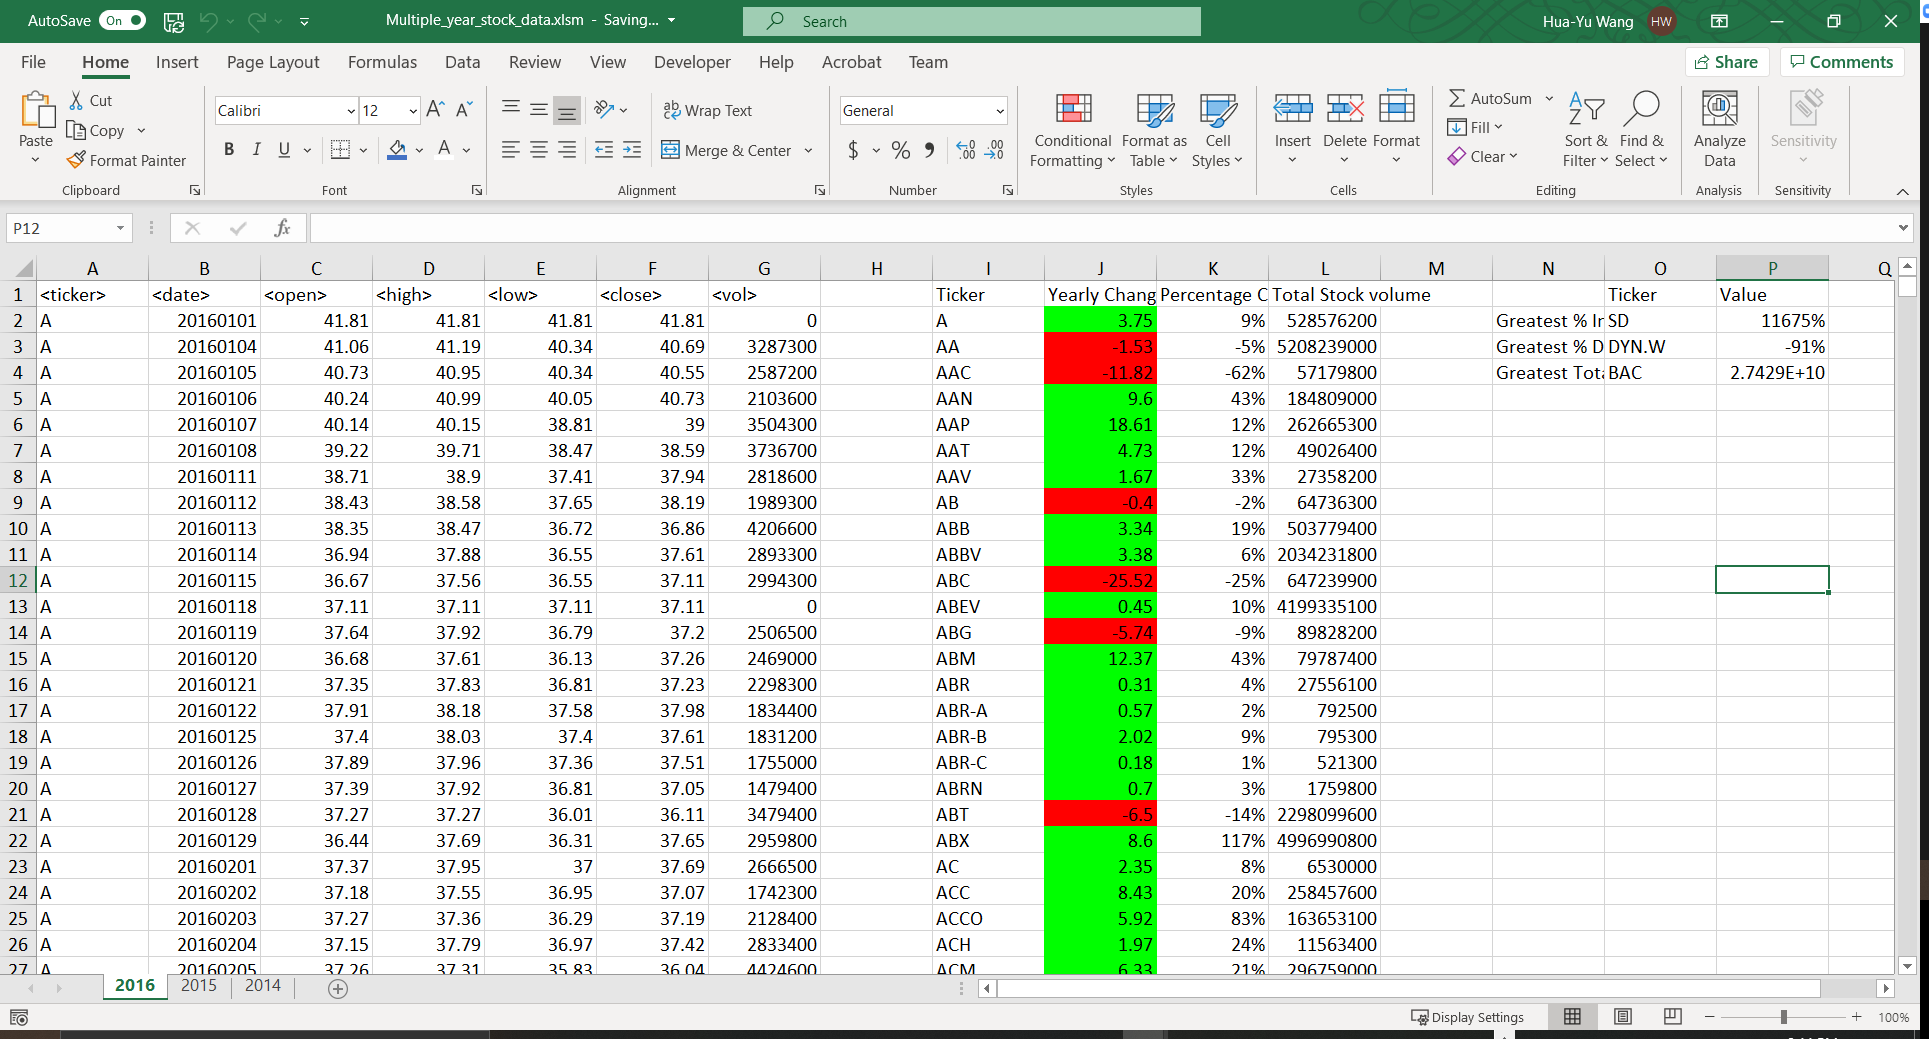 AutoSave On Multiple_year_stock_data.xlsm - Saving... Search Hua-Yu Wang HW
File Home Insert Page Layout Formulas Data Review View Developer Help Acrobat Team Share Comments
Paste Cut Copy Format Painter Clipboard
Calibri 12 A A B I U A Font
ab Wrap Text Merge & Center Alignment
General $ % 9 .00 .00 Number
Conditional Formatting Format as Table Cell Styles Styles
Insert Delete Format Cells
AutoSum Fill Clear Sort & Filter Find & Select Editing
Analyze Data Analysis
Sensitivity Sensitivity
P12 fx
A B C D E F G H I J K L M N O P Q
1 <ticker> <date> <open> <high> <low> <close> <vol> Ticker Yearly Chang Percentage C Total Stock volume Ticker Value
2 A 20160101 41.81 41.81 41.81 41.81 0 A 3.75 9% 528576200 Greatest % Ir SD 11675%
3 A 20160104 41.06 41.19 40.34 40.69 3287300 AA -1.53 -5% 5208239000 Greatest % D DYN.W -91%
4 A 20160105 40.73 40.95 40.34 40.55 2587200 AAC -11.82 -62% 57179800 Greatest Tota BAC 2.7429E+10
5 A 20160106 40.24 40.99 40.05 40.73 2103600 AAN 9.6 43% 184809000
6 A 20160107 40.14 40.15 38.81 39 3504300 AAP 18.61 12% 262665300
7 A 20160108 39.22 39.71 38.47 38.59 3736700 AAT 4.73 12% 49026400
8 A 20160111 38.71 38.9 37.41 37.94 2818600 AAV 1.67 33% 27358200
9 A 20160112 38.43 38.58 37.65 38.19 1989300 AB -0.4 -2% 64736300
10 A 20160113 38.35 38.47 36.72 36.86 4206600 ABB 3.34 19% 503779400
11 A 20160114 36.94 37.88 36.55 37.61 2893300 ABBV 3.38 6% 2034231800
12 A 20160115 36.67 37.56 36.55 37.11 2994300 ABC -25.52 -25% 647239900
13 A 20160118 37.11 37.11 37.11 37.11 0 ABEV 0.45 10% 4199335100
14 A 20160119 37.64 37.92 36.79 37.2 2506500 ABG -5.74 -9% 89828200
15 A 20160120 36.68 37.61 36.13 37.26 2469000 ABM 12.37 43% 79787400
16 A 20160121 37.35 37.83 36.81 37.23 2298300 ABR 0.31 4% 27556100
17 A 20160122 37.91 38.18 37.58 37.98 1834400 ABR-A 0.57 2% 792500
18 A 20160125 37.4 38.03 37.4 37.61 1831200 ABR-B 2.02 9% 795300
19 A 20160126 37.89 37.96 37.36 37.51 1755000 ABR-C 0.18 1% 521300
20 A 20160127 37.39 37.92 36.81 37.05 1479400 ABRN 0.7 3% 1759800
21 A 20160128 37.27 37.27 36.01 36.11 3479400 ABT -6.5 -14% 2298099600
22 A 20160129 36.44 37.69 36.31 37.65 2959800 ABX 8.6 117% 4996990800
23 A 20160201 37.37 37.95 37 37.69 2666500 AC 2.35 8% 6530000
24 A 20160202 37.18 37.55 36.95 37.07 1742300 ACC 8.43 20% 258457600
25 A 20160203 37.27 37.36 36.29 37.19 2128400 ACCO 5.92 83% 163653100
26 A 20160204 37.15 37.79 36.97 37.42 2833400 ACH 1.97 24% 11563400
27 A 20160205 37.26 37.31 35.83 36.04 4424600 ACM 6.33 21% 296759000
2016 2015 2014
Display Settings 100%